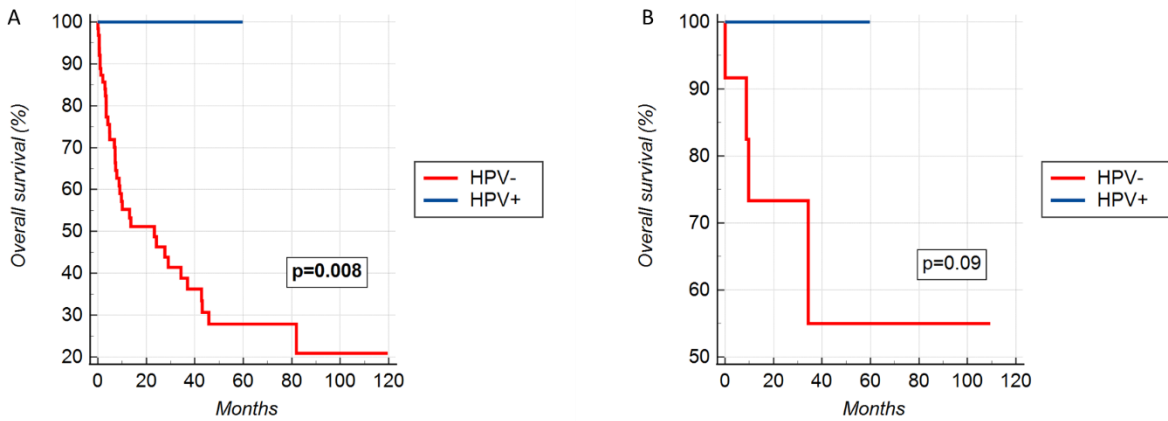 A
Overall survival (%)
100
90
80
70
60
50
40
30
20
0 20 40 60 80 100 120
Months
p=0.008
HPV-
HPV+
B
Overall survival (%)
100
90
80
70
60
50
0 20 40 60 80 100 120
Months
p=0.09
HPV-
HPV+